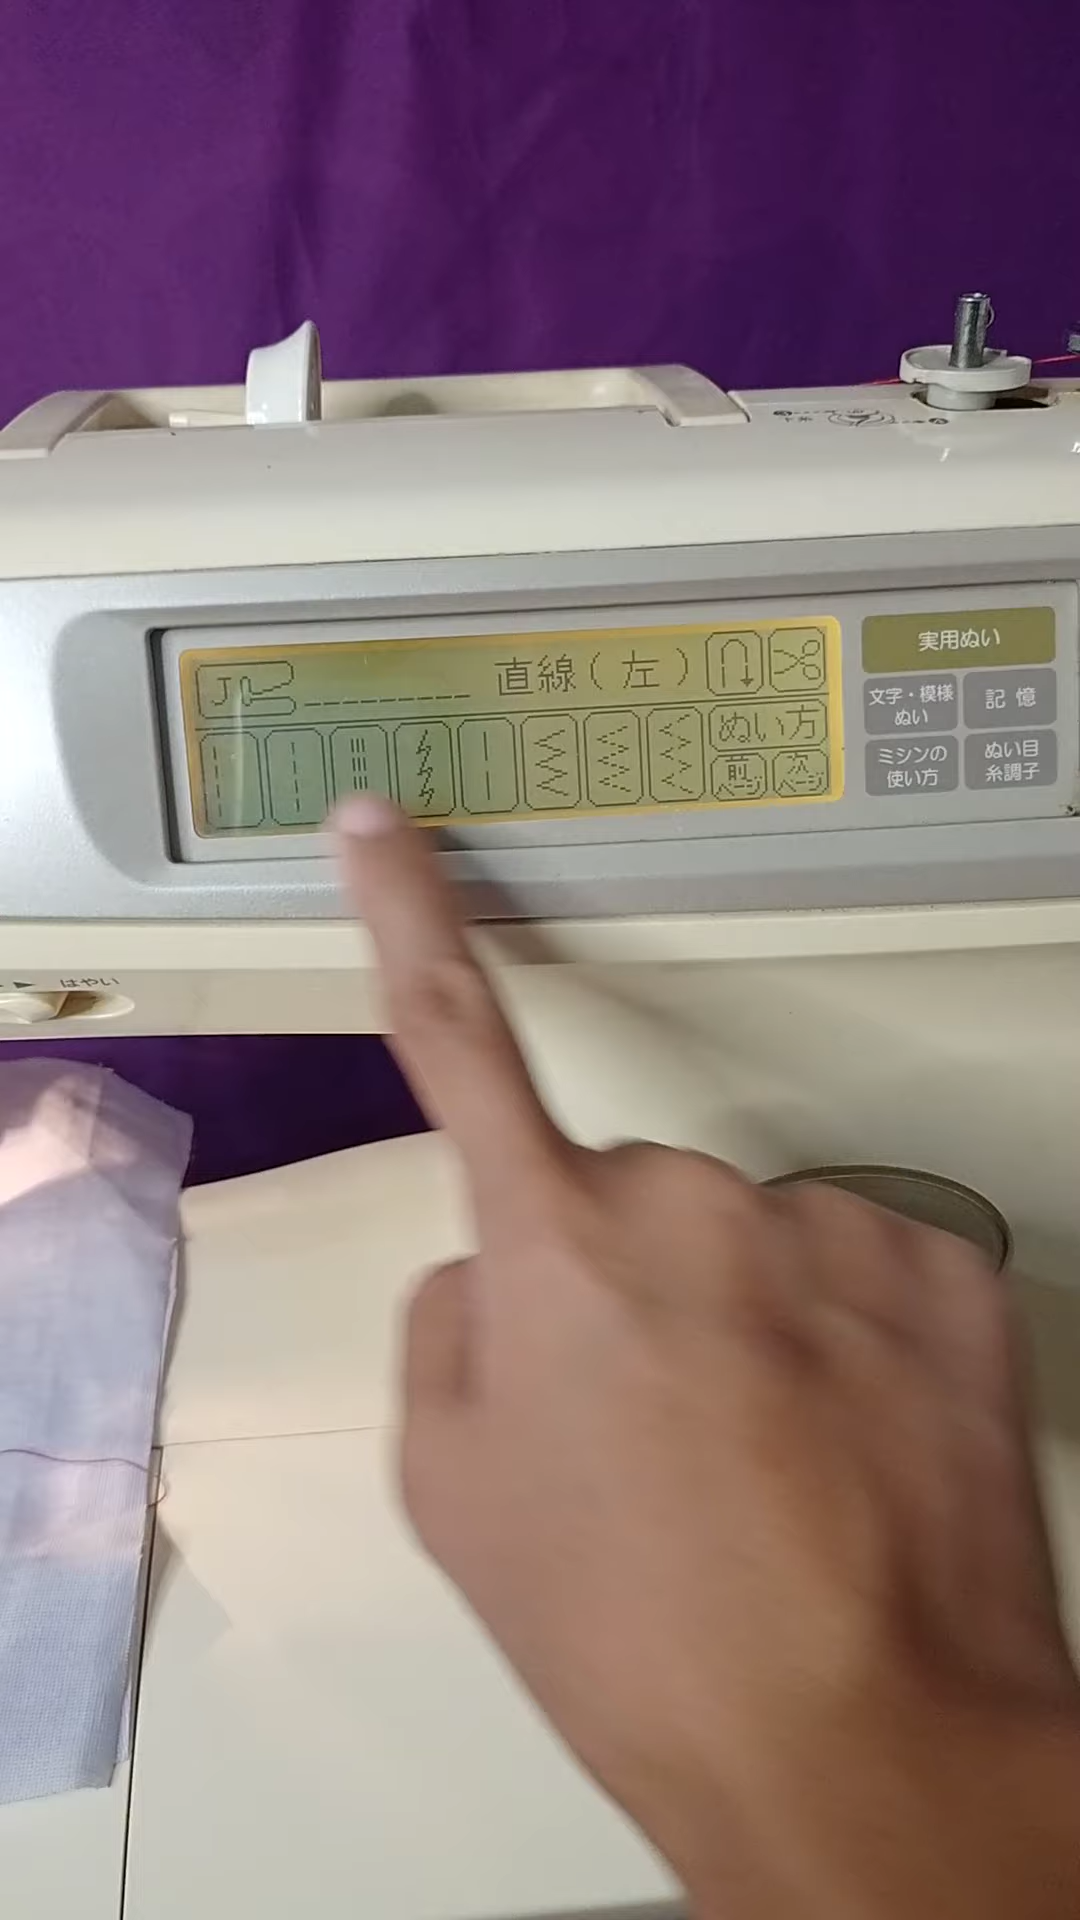 J 直線(左)
ぬい方
前ページ 次ページ
実用ぬい
文字・模様
ぬい
記憶
ミシンの
使い方
ぬい目
糸調子
はやい